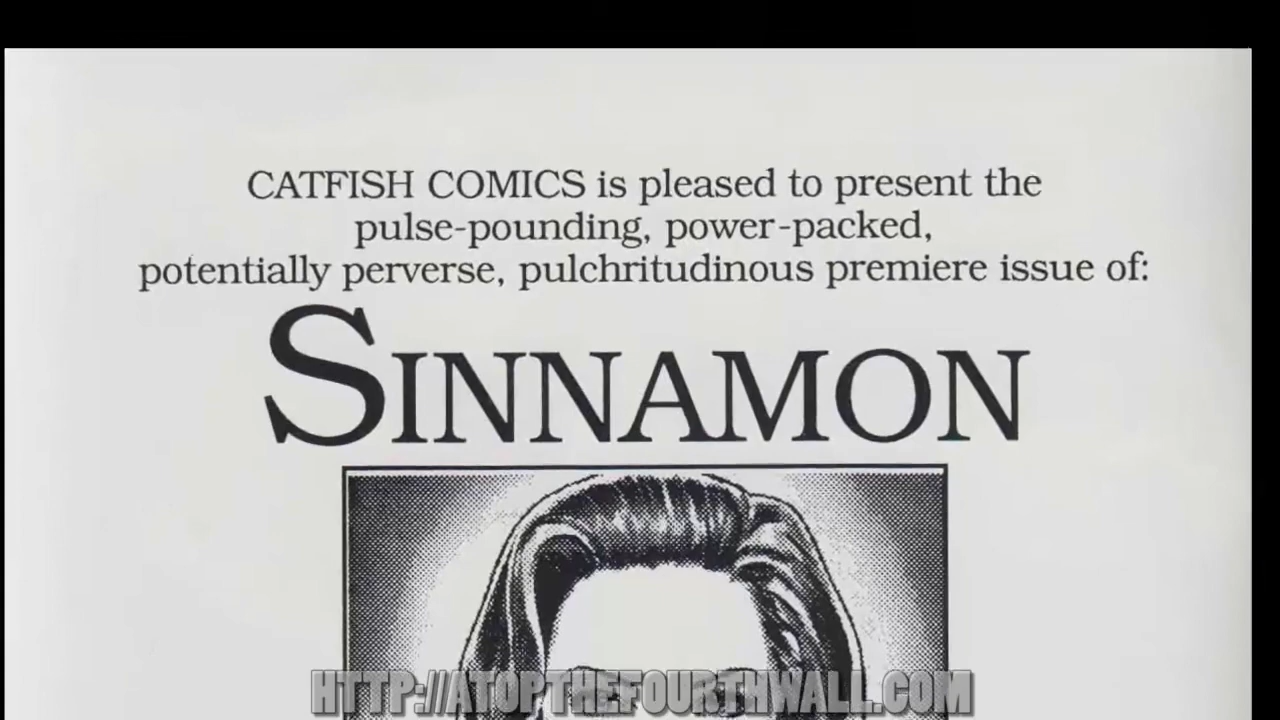 CATFISH COMICS is pleased to present the
pulse-pounding, power-packed,
potentially perverse, pulchritudinous premiere issue of:
SINNAMON
HTTP://ATOPTHEFOURTHWALL.COM